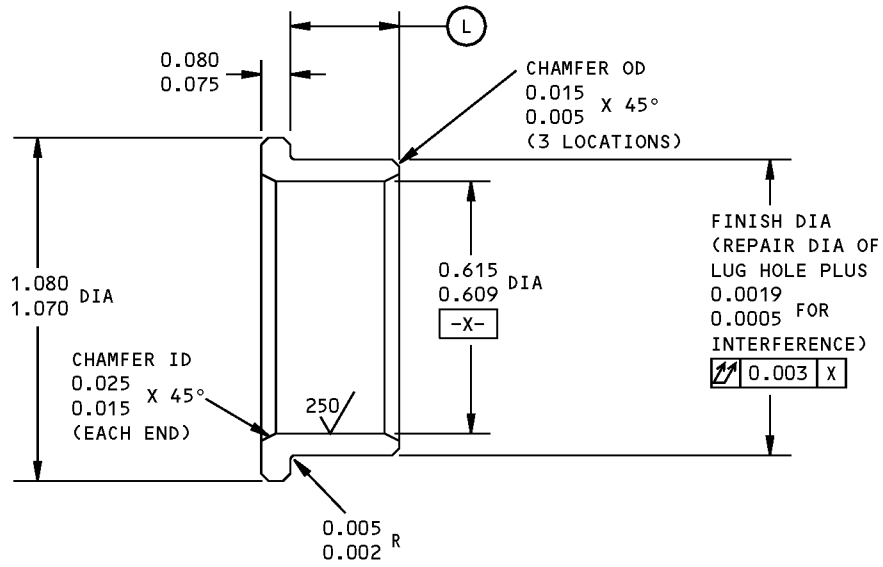 L
0.080
0.075
CHAMFER OD
0.015
0.005 X 45°
(3 LOCATIONS)
1.080
1.070 DIA
0.615
0.609 DIA
-X-
FINISH DIA
(REPAIR DIA OF
LUG HOLE PLUS
0.0019
0.0005 FOR
INTERFERENCE)
0.003 X
CHAMFER ID
0.025
0.015 X 45°
(EACH END)
250
0.005
0.002 R